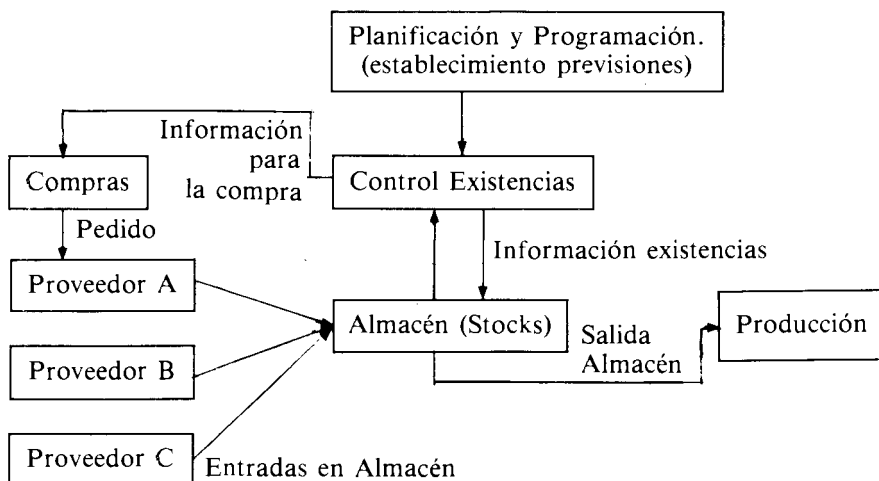 Planificación y Programación.
(establecimiento previsiones)
Información
para
la compra
Compras
Control Existencias
Pedido
Información existencias
Proveedor A
Almacén (Stocks)
Salida
Almacén
Producción
Proveedor B
Proveedor C
Entradas en Almacén